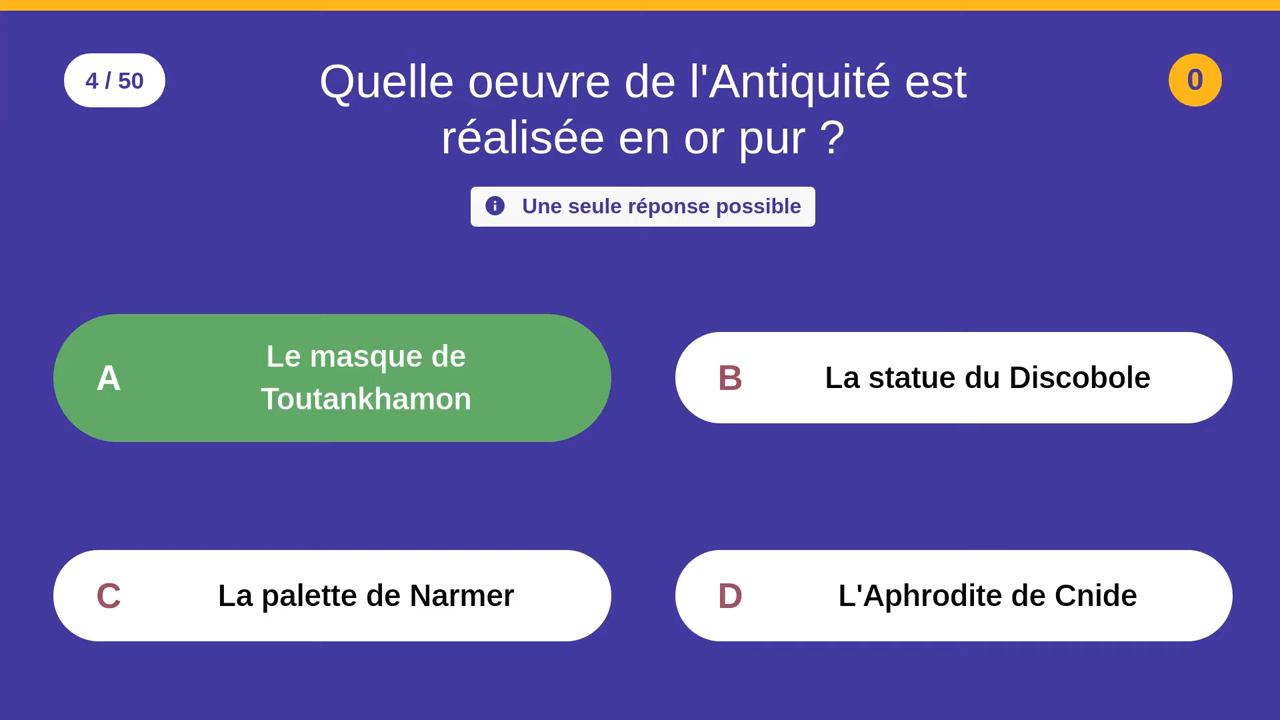 4 / 50
Quelle oeuvre de l'Antiquité est
réalisée en or pur ?
0
Une seule réponse possible
A
Le masque de
Toutankhamon
B
La statue du Discobole
C
La palette de Narmer
D
L'Aphrodite de Cnide